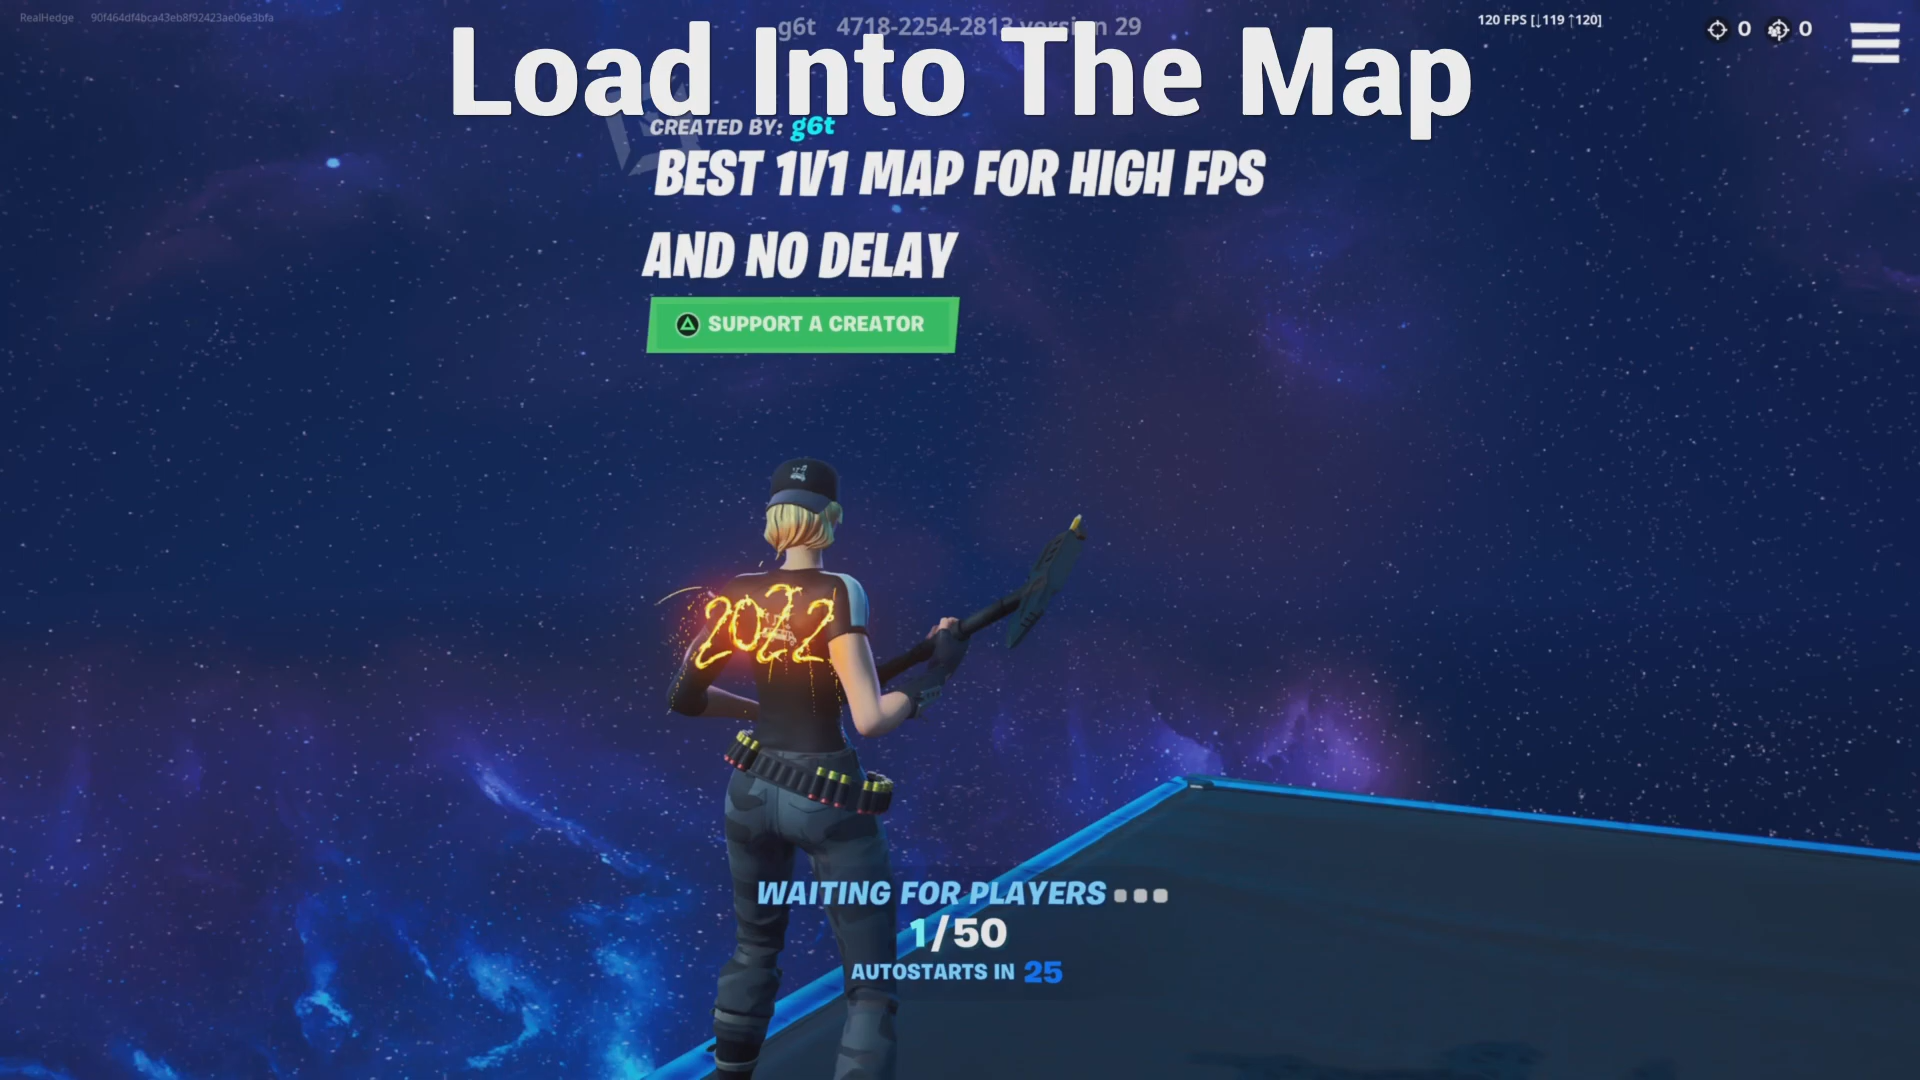 RealHedge 90f464df4bca43eb8f92423ae06e3bfa
g6t 4718-2254-2813 version 29
120 FPS [↓119 ↑120]
0 0
Load Into The Map
CREATED BY: g6t
BEST 1V1 MAP FOR HIGH FPS
AND NO DELAY
SUPPORT A CREATOR
2022
WAITING FOR PLAYERS
1/50
AUTOSTARTS IN 25